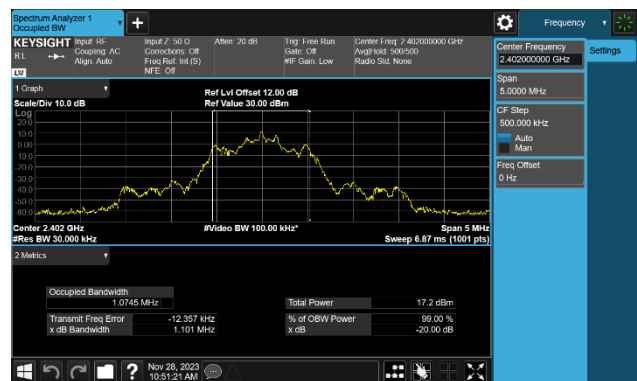 Spectrum Analyzer 1
Occupied BW
Frequency
KEYSIGHT
Input: RF
Input Z: 50 Ω
Atten: 20 dB
Trig: Free Run
Center Freq: 2.402000000 GHz
R L
Coupling: AC
Corrections: Off
Gate: Off
Avg|Hold: 500/500
Align: Auto
Freq Ref: Int (S)
#IF Gain: Low
Radio Std: None
NFE: Off
Center Frequency
2.402000000 GHz
Settings
Span
5.0000 MHz
CF Step
500.000 kHz
Auto
Man
Freq Offset
0 Hz
1 Graph
Ref Lvl Offset 12.00 dB
Scale/Div 10.0 dB
Ref Value 30.00 dBm
Log
20.0
10.0
0.00
-10.0
-20.0
-30.0
-40.0
-50.0
-60.0
Center 2.402 GHz
#Video BW 100.00 kHz*
Span 5 MHz
#Res BW 30.000 kHz
Sweep 6.87 ms (1001 pts)
2 Metrics
Occupied Bandwidth
1.0745 MHz
Total Power
17.2 dBm
Transmit Freq Error
-12.357 kHz
% of OBW Power
99.00 %
x dB Bandwidth
1.101 MHz
x dB
-20.00 dB
?
Nov 28, 2023
10:51:21 AM